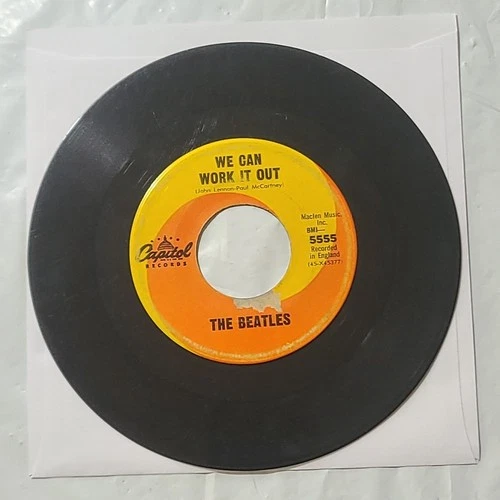 WE CAN
WORK IT OUT
(John Lennon-Paul McCartney)
Maclen Music,
Inc.
BMI—
5555
Recorded
in England
(45-X45377)
Capitol
RECORDS
THE BEATLES